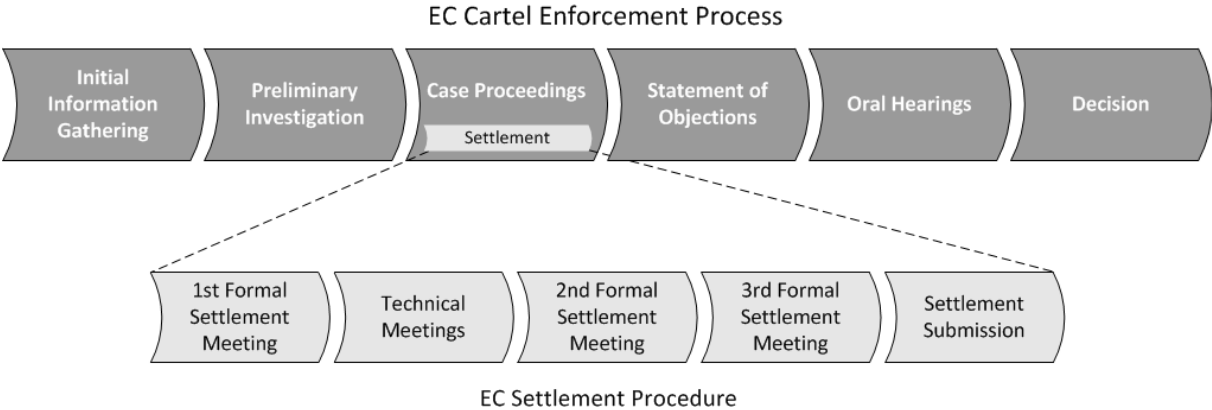 EC Cartel Enforcement Process
Initial
Information
Gathering
Preliminary
Investigation
Case Proceedings
Settlement
Statement of
Objections
Oral Hearings
Decision
1st Formal
Settlement
Meeting
Technical
Meetings
2nd Formal
Settlement
Meeting
3rd Formal
Settlement
Meeting
Settlement
Submission
EC Settlement Procedure